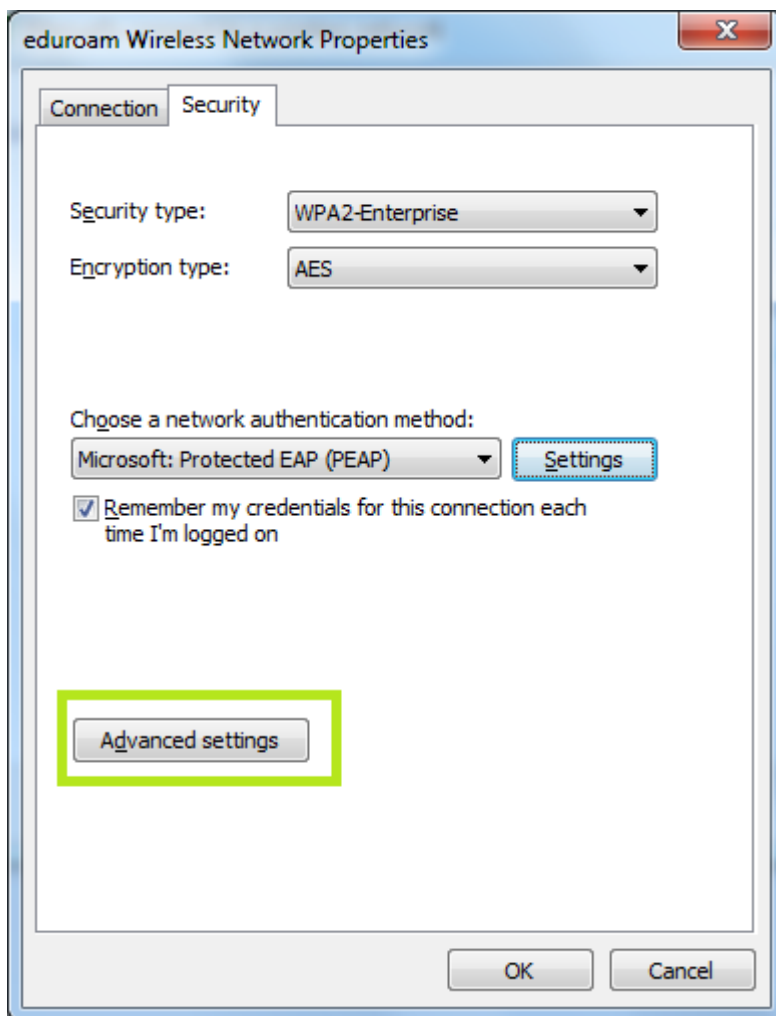 eduroam Wireless Network Properties
Connection
Security
Security type:
WPA2-Enterprise
Encryption type:
AES
Choose a network authentication method:
Microsoft: Protected EAP (PEAP)
Settings
Remember my credentials for this connection each
time I'm logged on
Advanced settings
OK
Cancel